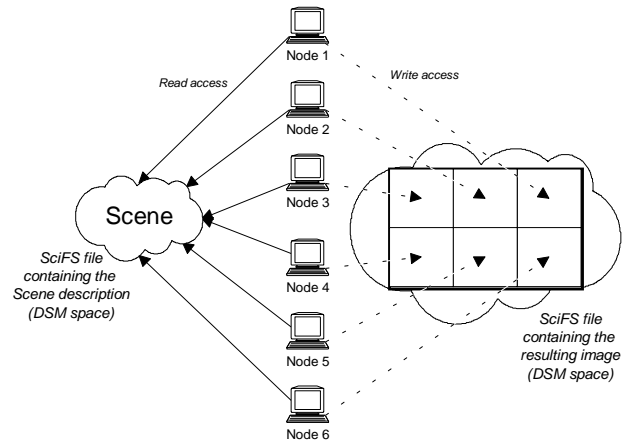 Node 1
Read access
Write access
Node 2
Node 3
Scene
SciFS file
containing the
Scene description
(DSM space)
Node 4
SciFS file
containing the
resulting image
(DSM space)
Node 5
Node 6